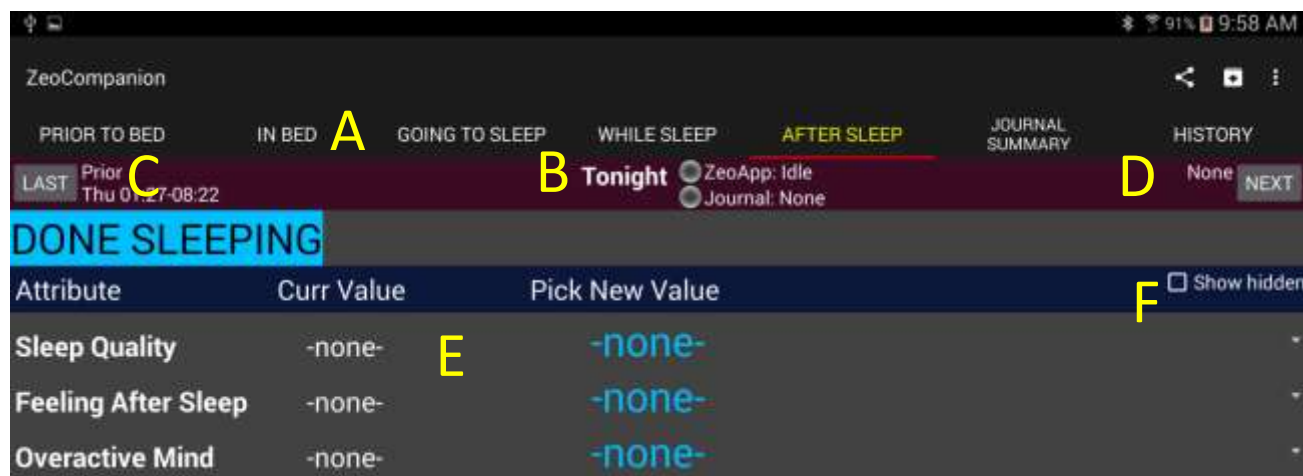 91% 9:58 AM
ZeoCompanion
PRIOR TO BED IN BED A GOING TO SLEEP WHILE SLEEP AFTER SLEEP JOURNAL SUMMARY HISTORY
LAST Prior C B Tonight ZeoApp: Idle D None NEXT
Thu 01:27-08:22 Journal: None
DONE SLEEPING
Attribute Curr Value Pick New Value F Show hidden
Sleep Quality -none- E -none-
Feeling After Sleep -none- -none-
Overactive Mind -none- -none-